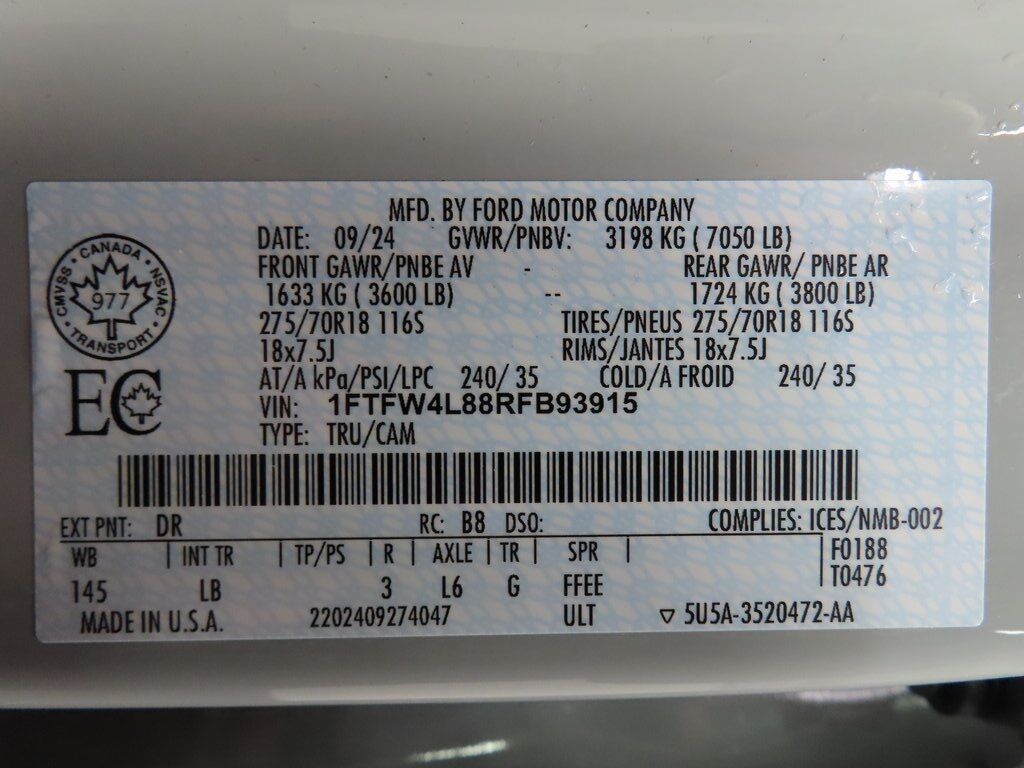 MFD. BY FORD MOTOR COMPANY
DATE: 09/24 GVWR/PNBV: 3198 KG ( 7050 LB)
FRONT GAWR/PNBE AV - REAR GAWR/ PNBE AR
1633 KG ( 3600 LB) -- 1724 KG ( 3800 LB)
275/70R18 116S TIRES/PNEUS 275/70R18 116S
18x7.5J RIMS/JANTES 18x7.5J
AT/A kPa/PSI/LPC 240/ 35 COLD/A FROID 240/ 35
VIN: 1FTFW4L88RFB93915
TYPE: TRU/CAM
CANADA • NSVAC • TRANSPORT • CMVSS •
977
EC
EXT PNT: DR RC: B8 DSO: COMPLIES: ICES/NMB-002
WB | INT TR | TP/PS | R | AXLE | TR | SPR | F0188
145 LB 3 L6 G FFEE T0476
MADE IN U.S.A. 2202409274047 ULT ▽ 5U5A-3520472-AA